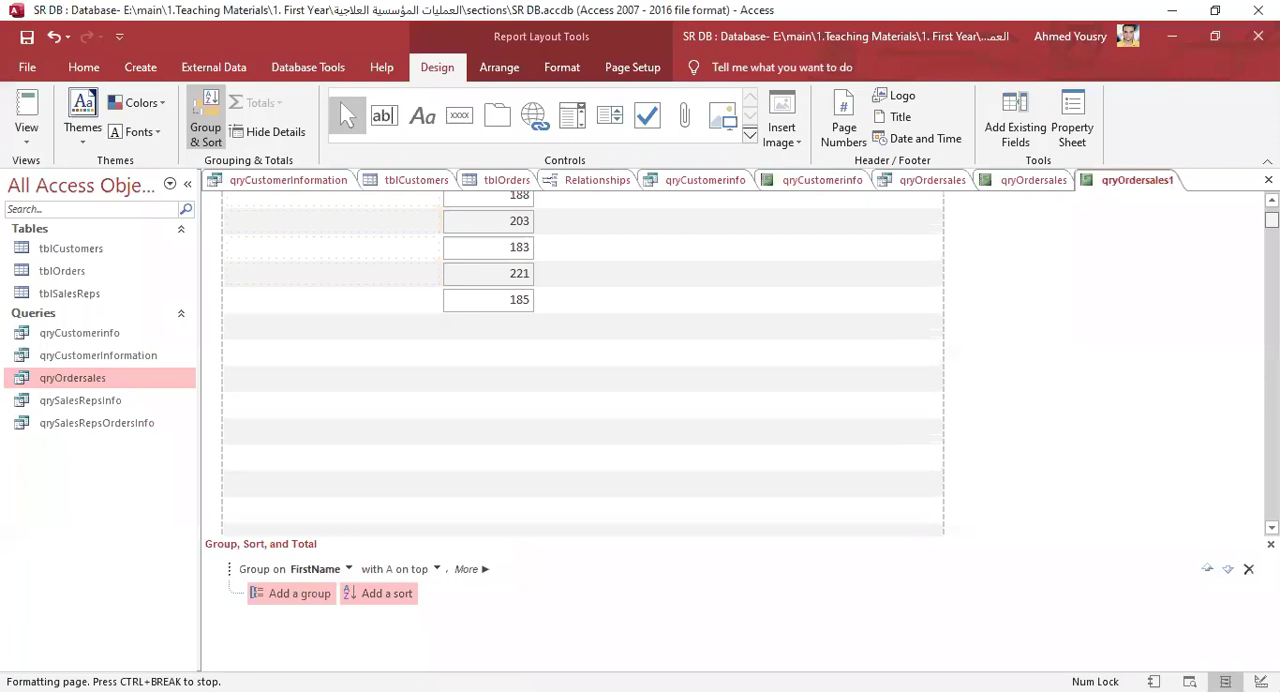 SR DB : Database- E:\main\1.Teaching Materials\1. First Year\العمليات المؤسسية العلاجية\sections\SR DB.accdb (Access 2007 - 2016 file format) - Access
Report Layout Tools
SR DB : Database- E:\main\1.Teaching Materials\1. First Year\العم...
Ahmed Yousry
File Home Create External Data Database Tools Help Design Arrange Format Page Setup Tell me what you want to do
View
Views
Themes
Colors
Fonts
Themes
Group & Sort
Totals
Hide Details
Grouping & Totals
ab|
Aa
xxxx
Controls
Insert Image
Page Numbers
Logo
Title
Date and Time
Header / Footer
Add Existing Fields
Property Sheet
Tools
All Access Obje...
Search...
Tables
tblCustomers
tblOrders
tblSalesReps
Queries
qryCustomerinfo
qryCustomerInformation
qryOrdersales
qrySalesRepsInfo
qrySalesRepsOrdersInfo
qryCustomerInformation tblCustomers tblOrders Relationships qryCustomerinfo qryCustomerinfo qryOrdersales qryOrdersales qryOrdersales1
188
203
183
221
185
Group, Sort, and Total
Group on FirstName with A on top , More
Add a group Add a sort
Formatting page. Press CTRL+BREAK to stop.
Num Lock